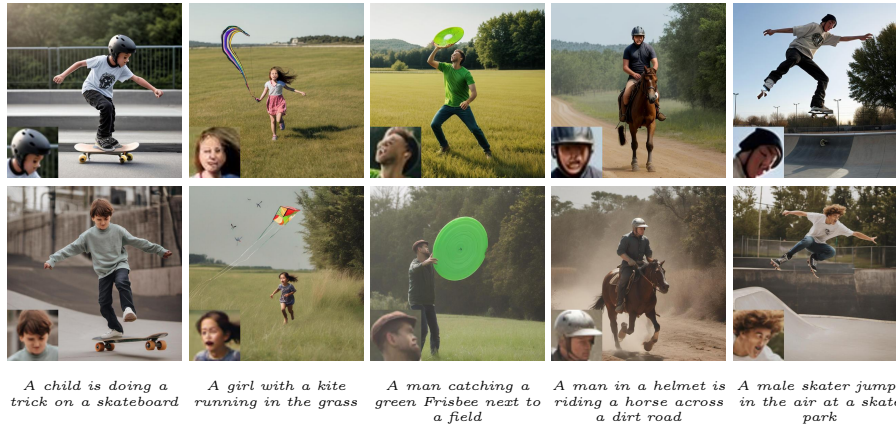 A child is doing a
trick on a skateboard
A girl with a kite
running in the grass
A man catching a
green Frisbee next to
a field
A man in a helmet is
riding a horse across
a dirt road
A male skater jump
in the air at a skat
park